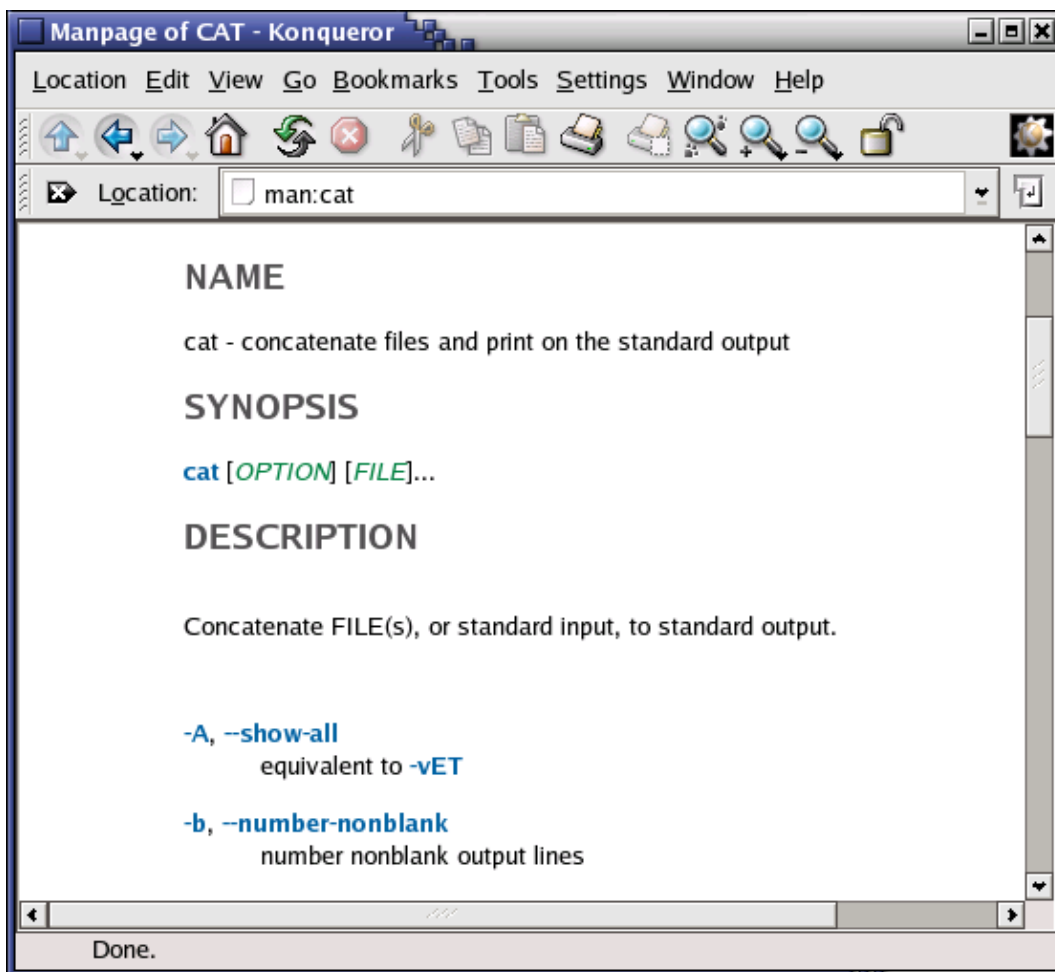 Manpage of CAT - Konqueror
Location Edit View Go Bookmarks Tools Settings Window Help
Location: man:cat
NAME
cat - concatenate files and print on the standard output
SYNOPSIS
cat [OPTION] [FILE]...
DESCRIPTION
Concatenate FILE(s), or standard input, to standard output.
-A, --show-all
equivalent to -vET
-b, --number-nonblank
number nonblank output lines
Done.